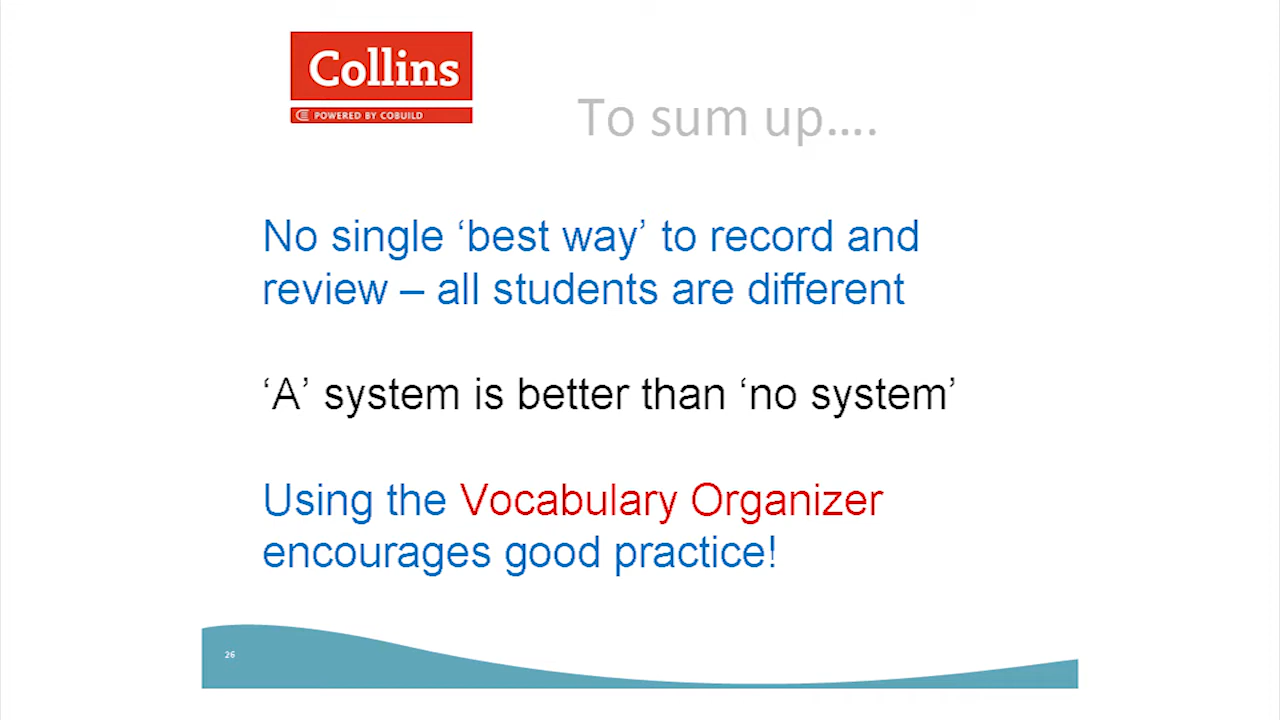 Collins
POWERED BY COBUILD
To sum up....
No single ‘best way’ to record and
review – all students are different
‘A’ system is better than ‘no system’
Using the Vocabulary Organizer
encourages good practice!
26